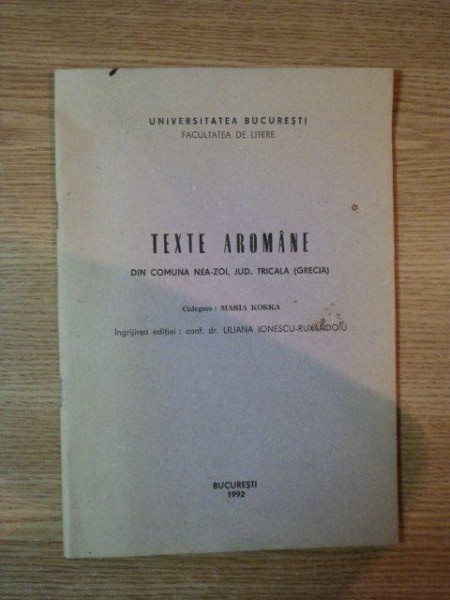 UNIVERSITATEA BUCUREȘTI
FACULTATEA DE LITERE
TEXTE AROMÂNE
DIN COMUNA NEA-ZOI, JUD. TRICALA (GRECIA)
Culegere : MARIA KOKKA
Îngrijirea ediției : conf. dr. LILIANA IONESCU-RUXĂNDOIU
BUCUREȘTI
1992